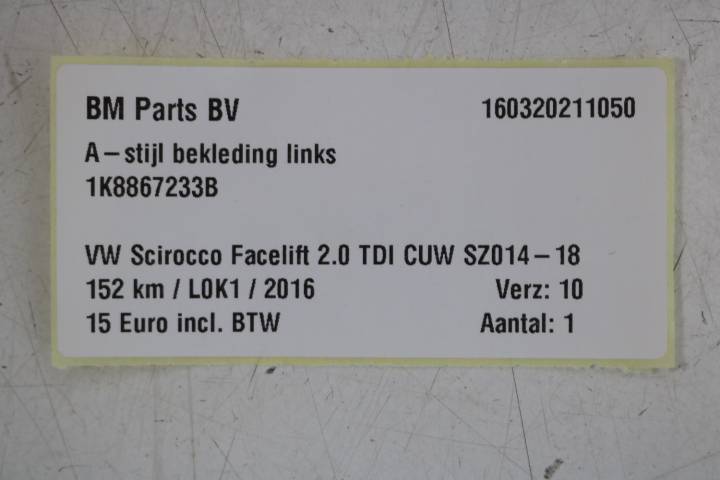 BM Parts BV 160320211050
A-stijl bekleding links
1K8867233B
VW Scirocco Facelift 2.0 TDI CUW SZ014-18
152 km / L0K1 / 2016 Verz: 10
15 Euro incl. BTW Aantal: 1